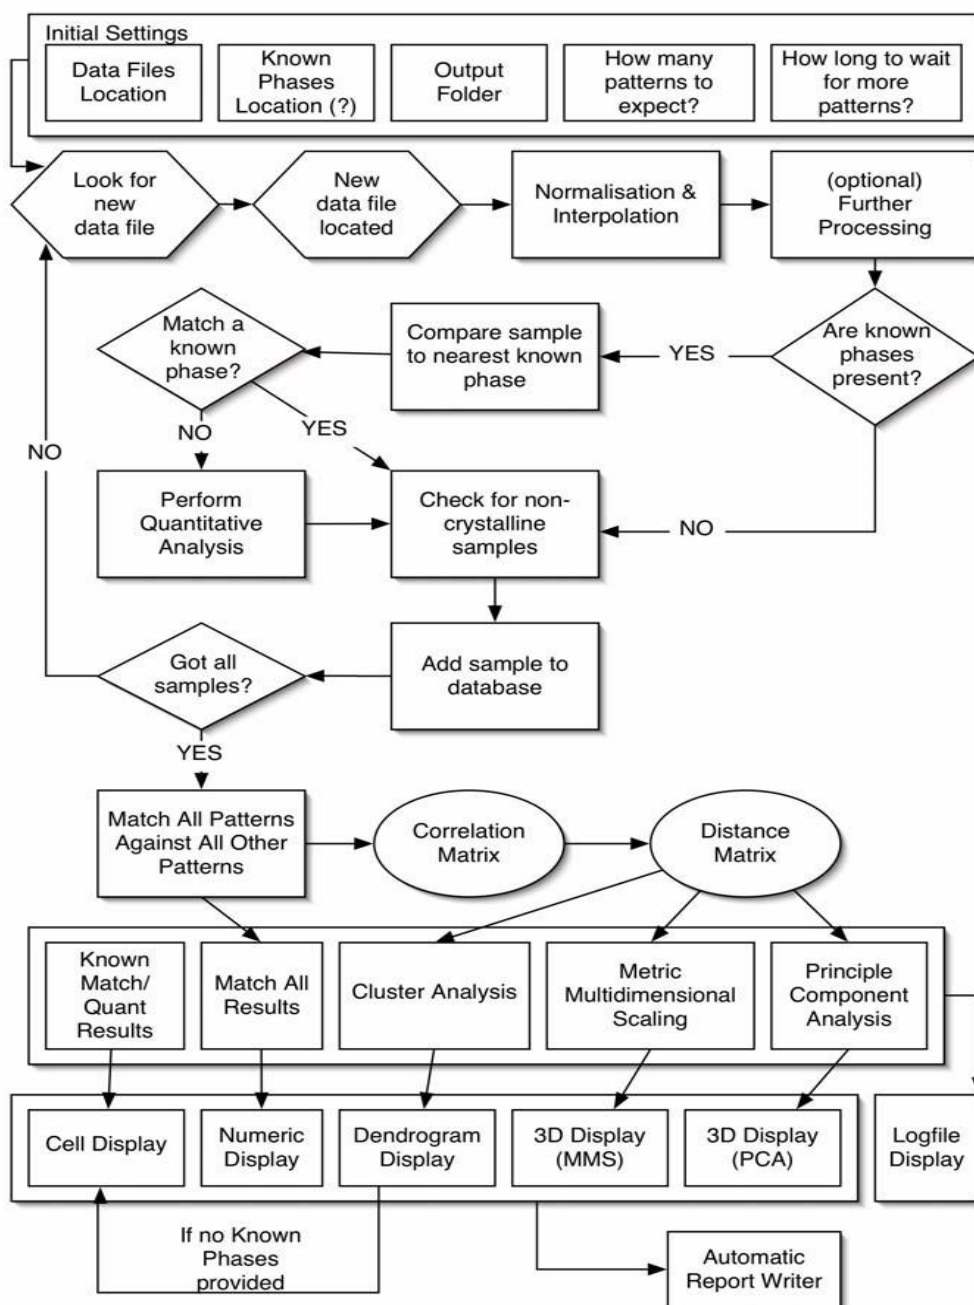 Initial Settings
Data Files
Location
Known
Phases
Location (?)
Output
Folder
How many
patterns to
expect?
How long to wait
for more
patterns?
Look for
new
data file
New
data file
located
Normalisation &
Interpolation
(optional)
Further
Processing
Match a
known
phase?
Compare sample
to nearest known
phase
YES
Are known
phases
present?
NO
YES
NO
Perform
Quantitative
Analysis
Check for non-
crystalline
samples
NO
Got all
samples?
Add sample to
database
YES
Match All Patterns
Against All Other
Patterns
Correlation
Matrix
Distance
Matrix
Known
Match/
Quant
Results
Match All
Results
Cluster Analysis
Metric
Multidimensional
Scaling
Principle
Component
Analysis
Cell Display
Numeric
Display
Dendrogram
Display
3D Display
(MMS)
3D Display
(PCA)
Logfile
Display
If no Known
Phases
provided
Automatic
Report Writer